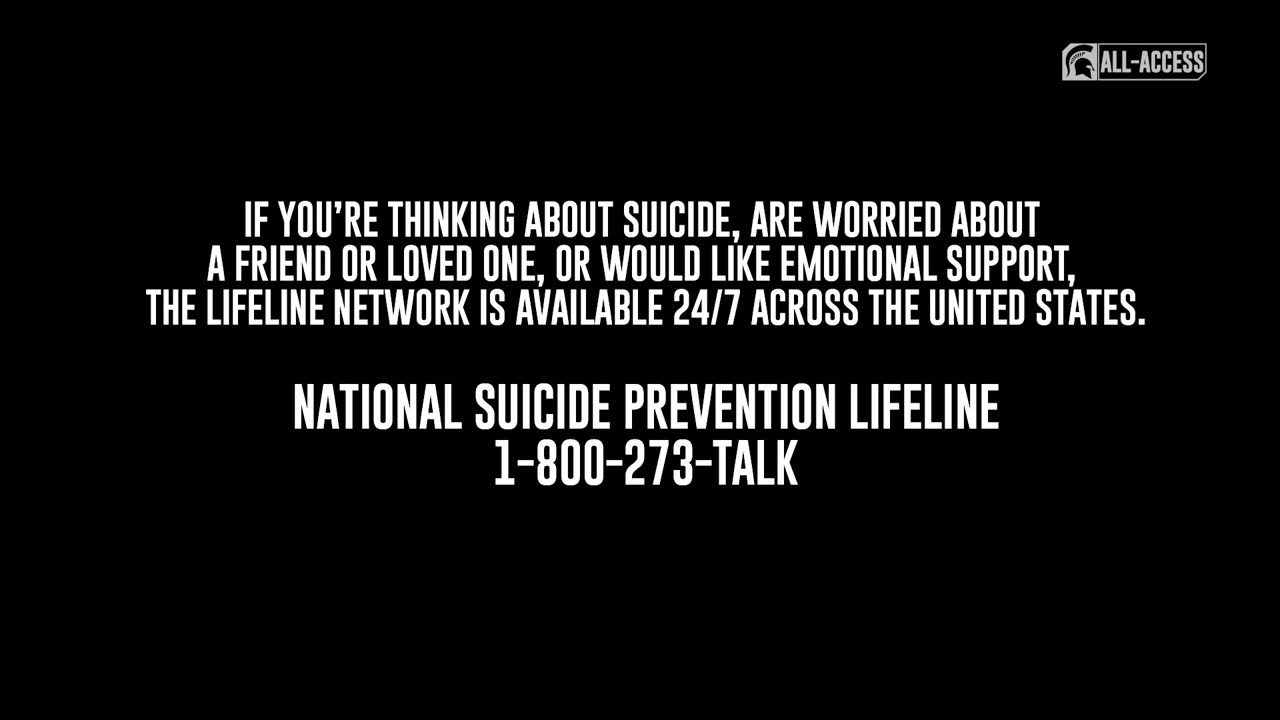 ALL-ACCESS
IF YOU'RE THINKING ABOUT SUICIDE, ARE WORRIED ABOUT
A FRIEND OR LOVED ONE, OR WOULD LIKE EMOTIONAL SUPPORT,
THE LIFELINE NETWORK IS AVAILABLE 24/7 ACROSS THE UNITED STATES.
NATIONAL SUICIDE PREVENTION LIFELINE
1-800-273-TALK